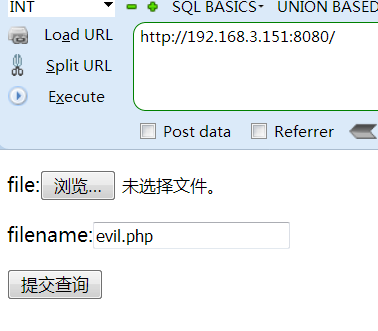 INT SQL BASICS UNION BASED
Load URL http://192.168.3.151:8080/
Split URL
Execute
Post data Referrer
file: 浏览... 未选择文件。
filename: evil.php
提交查询